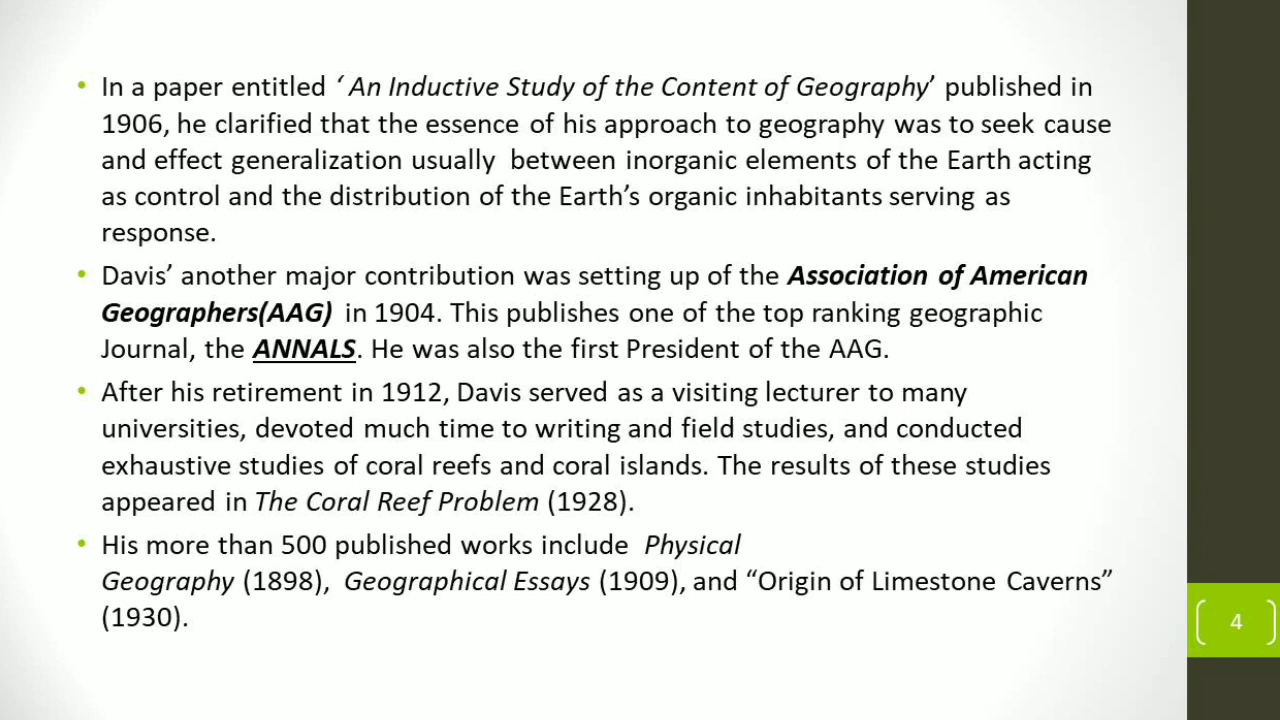 • In a paper entitled ‘ An Inductive Study of the Content of Geography’ published in
1906, he clarified that the essence of his approach to geography was to seek cause
and effect generalization usually between inorganic elements of the Earth acting
as control and the distribution of the Earth’s organic inhabitants serving as
response.
• Davis’ another major contribution was setting up of the Association of American
Geographers(AAG) in 1904. This publishes one of the top ranking geographic
Journal, the ANNALS. He was also the first President of the AAG.
• After his retirement in 1912, Davis served as a visiting lecturer to many
universities, devoted much time to writing and field studies, and conducted
exhaustive studies of coral reefs and coral islands. The results of these studies
appeared in The Coral Reef Problem (1928).
• His more than 500 published works include Physical
Geography (1898), Geographical Essays (1909), and “Origin of Limestone Caverns”
(1930).
4